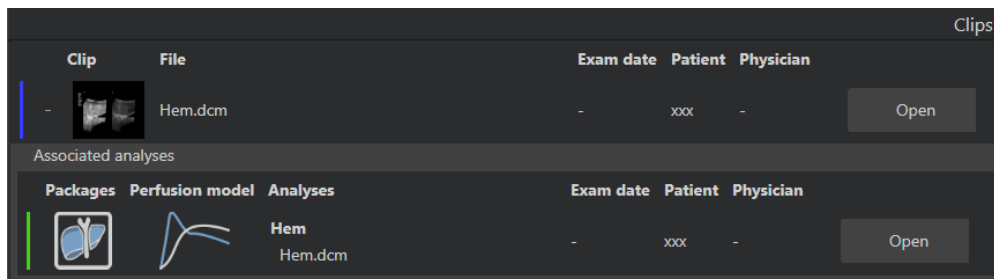 Clips
Clip File Exam date Patient Physician
- Hem.dcm - xxx - Open
Associated analyses
Packages Perfusion model Analyses Exam date Patient Physician
Hem
Hem.dcm - xxx - Open